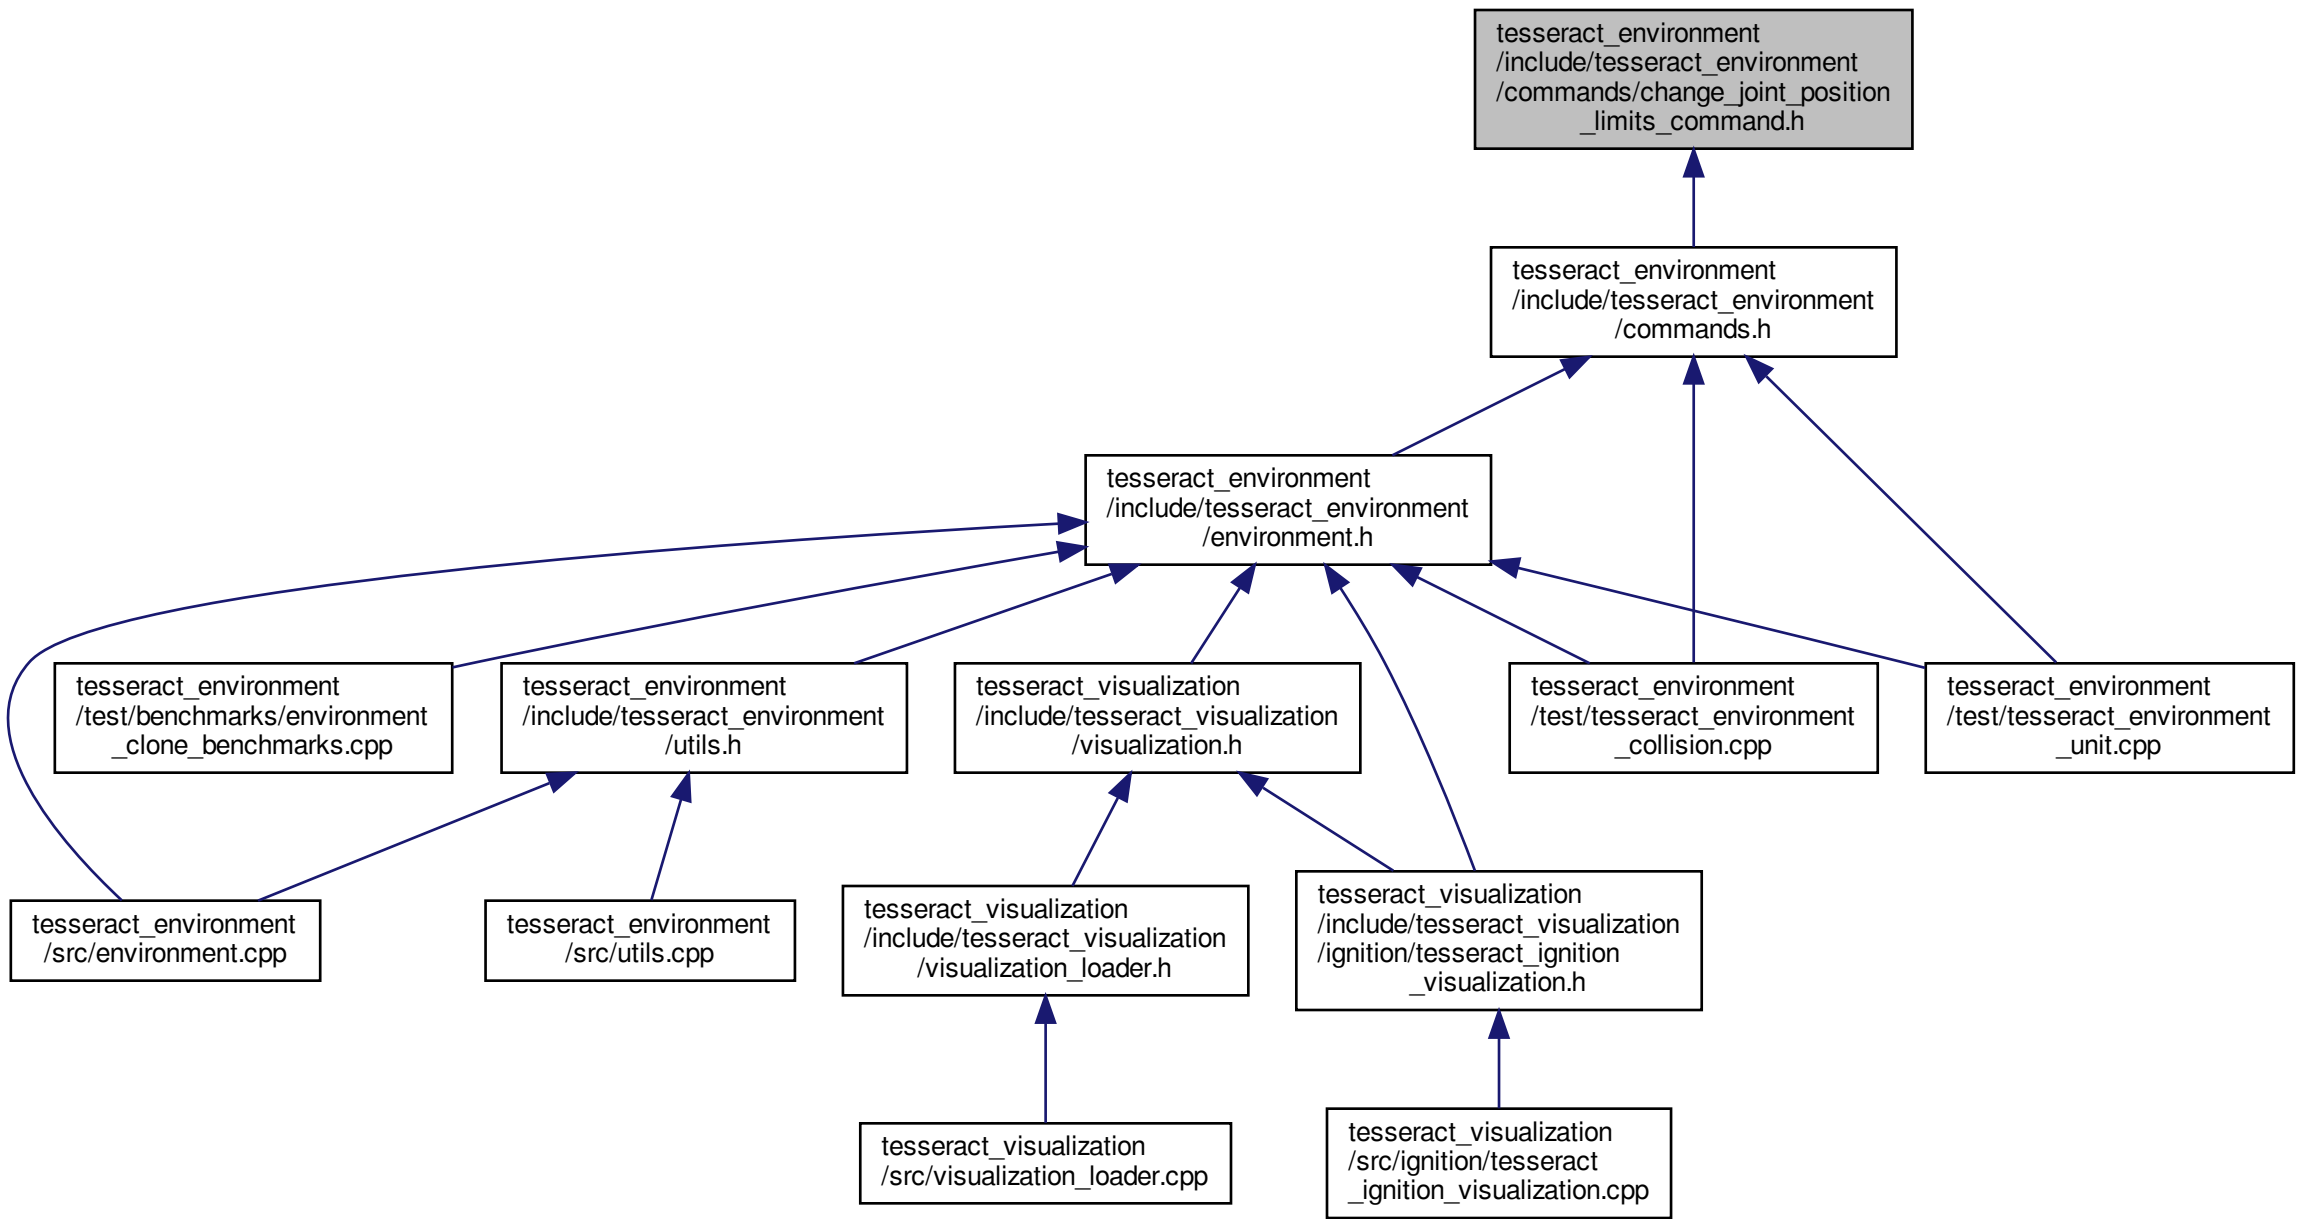 tesseract_environment
/include/tesseract_environment
/commands/change_joint_position
_limits_command.h
tesseract_environment
/include/tesseract_environment
/commands.h
tesseract_environment
/include/tesseract_environment
/environment.h
tesseract_environment
/test/benchmarks/environment
_clone_benchmarks.cpp
tesseract_environment
/include/tesseract_environment
/utils.h
tesseract_visualization
/include/tesseract_visualization
/visualization.h
tesseract_environment
/test/tesseract_environment
_collision.cpp
tesseract_environment
/test/tesseract_environment
_unit.cpp
tesseract_environment
/src/environment.cpp
tesseract_environment
/src/utils.cpp
tesseract_visualization
/include/tesseract_visualization
/visualization_loader.h
tesseract_visualization
/include/tesseract_visualization
/ignition/tesseract_ignition
_visualization.h
tesseract_visualization
/src/visualization_loader.cpp
tesseract_visualization
/src/ignition/tesseract
_ignition_visualization.cpp